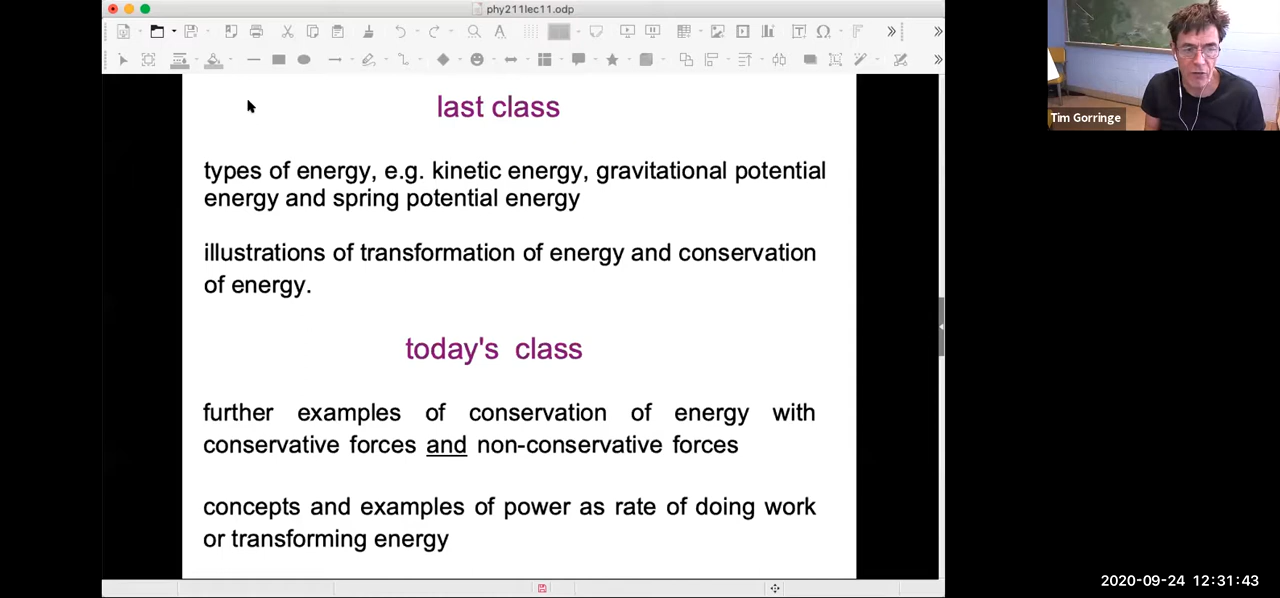 phy211lec11.odp
last class
types of energy, e.g. kinetic energy, gravitational potential
energy and spring potential energy
illustrations of transformation of energy and conservation
of energy.
today's class
further examples of conservation of energy with
conservative forces and non-conservative forces
concepts and examples of power as rate of doing work
or transforming energy
Tim Gorringe
2020-09-24 12:31:43